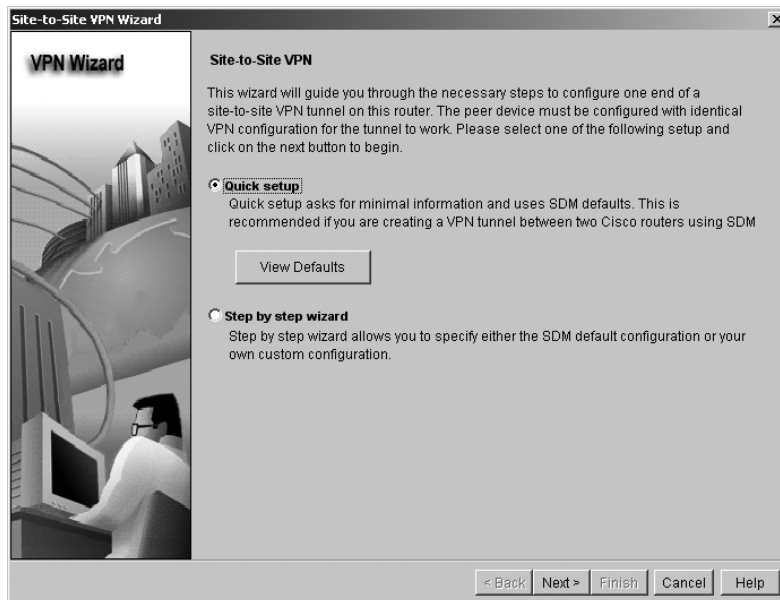 Site-to-Site VPN Wizard
VPN Wizard
Site-to-Site VPN
This wizard will guide you through the necessary steps to configure one end of a
site-to-site VPN tunnel on this router. The peer device must be configured with identical
VPN configuration for the tunnel to work. Please select one of the following setup and
click on the next button to begin.
Quick setup
Quick setup asks for minimal information and uses SDM defaults. This is
recommended if you are creating a VPN tunnel between two Cisco routers using SDM
View Defaults
Step by step wizard
Step by step wizard allows you to specify either the SDM default configuration or your
own custom configuration.
< Back Next > Finish Cancel Help